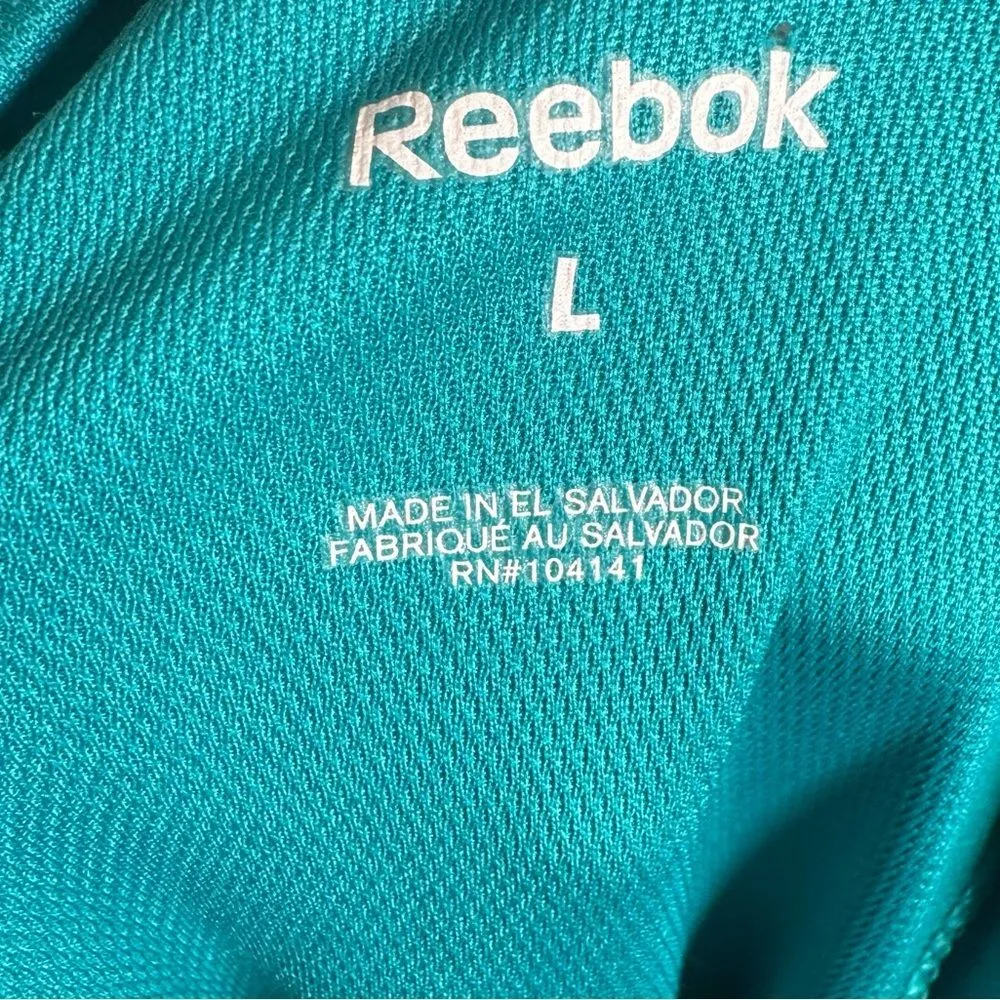 Reebok
L
MADE IN EL SALVADOR
FABRIQUÉ AU SALVADOR
RN#104141